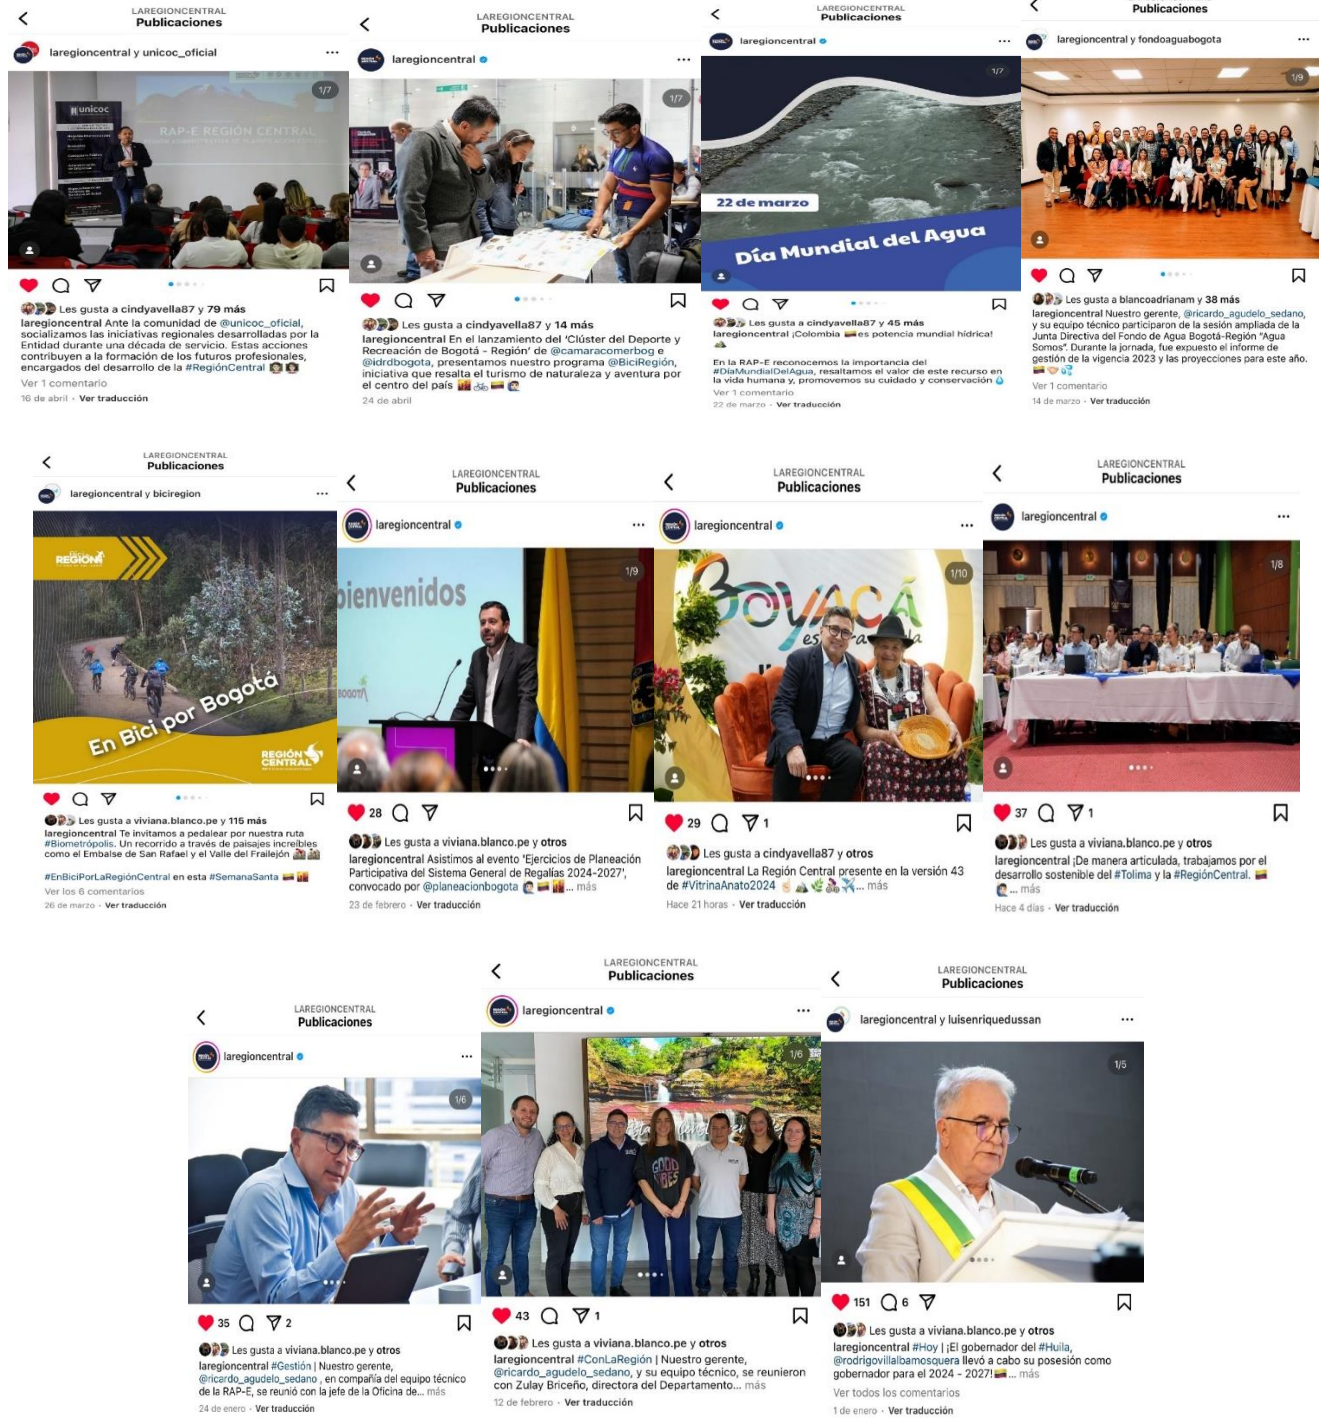 LAREGIONCENTRAL
Publicaciones
laregioncentral y unicoc_oficial
1/7
unicoc
RAP-E REGIÓN CENTRAL
Les gusta a cindyavella87 y 79 más
laregioncentral Ante la comunidad de @unicoc_oficial,
socializamos las iniciativas regionales desarrolladas por la
Entidad durante una década de servicio. Estas acciones
contribuyen a la formación de los futuros profesionales,
encargados del desarrollo de la #RegiónCentral
Ver 1 comentario
16 de abril · Ver traducción
LAREGIONCENTRAL
Publicaciones
laregioncentral
1/7
Les gusta a cindyavella87 y 14 más
laregioncentral En el lanzamiento del 'Clúster del Deporte y
Recreación de Bogotá - Región' de @camaracomerbog e
@idrdbogota, presentamos nuestro programa @BiciRegión,
iniciativa que resalta el turismo de naturaleza y aventura por
el centro del país
24 de abril
LAREGIONCENTRAL
Publicaciones
laregioncentral
1/7
22 de marzo
Día Mundial del Agua
Les gusta a cindyavella87 y 45 más
laregioncentral ¡Colombia es potencia mundial hídrica!
En la RAP-E reconocemos la importancia del
#DíaMundialDelAgua, resaltamos el valor de este recurso en
la vida humana y, promovemos su cuidado y conservación
Ver 1 comentario
22 de marzo · Ver traducción
Publicaciones
laregioncentral y fondoaguabogota
1/9
Les gusta a blancoadrianam y 38 más
laregioncentral Nuestro gerente, @ricardo_agudelo_sedano,
y su equipo técnico participaron de la sesión ampliada de la
Junta Directiva del Fondo de Agua Bogotá-Región "Agua
Somos". Durante la jornada, fue expuesto el informe de
gestión de la vigencia 2023 y las proyecciones para este año.
Ver 1 comentario
14 de marzo · Ver traducción
LAREGIONCENTRAL
Publicaciones
laregioncentral y biciregion
Bici
REGIÓN
En Bici por Bogotá
REGIÓN
CENTRAL
Les gusta a viviana.blanco.pe y 115 más
laregioncentral Te invitamos a pedalear por nuestra ruta
#Biometrópolis. Un recorrido a través de paisajes increíbles
como el Embalse de San Rafael y el Valle del Frailejón
#EnBiciPorLaRegiónCentral en esta #SemanaSanta
Ver los 6 comentarios
26 de marzo · Ver traducción
LAREGIONCENTRAL
Publicaciones
laregioncentral
1/9
bienvenidos
BOGOTÁ
28
Les gusta a viviana.blanco.pe y otros
laregioncentral Asistimos al evento 'Ejercicios de Planeación
Participativa del Sistema General de Regalías 2024-2027',
convocado por @planeacionbogota ... más
23 de febrero · Ver traducción
LAREGIONCENTRAL
Publicaciones
laregioncentral
1/10
BOYACÁ
29
1
Les gusta a cindyavella87 y otros
laregioncentral La Región Central presente en la versión 43
de #VitrinaAnato2024 ... más
Hace 21 horas · Ver traducción
LAREGIONCENTRAL
Publicaciones
laregioncentral
1/8
37
1
Les gusta a viviana.blanco.pe y otros
laregioncentral ¡De manera articulada, trabajamos por el
desarrollo sostenible del #Tolima y la #RegiónCentral.
... más
Hace 4 días · Ver traducción
LAREGIONCENTRAL
Publicaciones
laregioncentral
1/6
35
2
Les gusta a viviana.blanco.pe y otros
laregioncentral #Gestión | Nuestro gerente,
@ricardo_agudelo_sedano , en compañía del equipo técnico
de la RAP-E, se reunió con la jefe de la Oficina de... más
24 de enero · Ver traducción
LAREGIONCENTRAL
Publicaciones
laregioncentral
1/6
GOOD
43
1
Les gusta a viviana.blanco.pe y otros
laregioncentral #ConLaRegión | Nuestro gerente,
@ricardo_agudelo_sedano, y su equipo técnico, se reunieron
con Zulay Briceño, directora del Departamento... más
12 de febrero · Ver traducción
LAREGIONCENTRAL
Publicaciones
laregioncentral y luisenriquedussan
1/5
151
6
Les gusta a viviana.blanco.pe y otros
laregioncentral #Hoy | ¡El gobernador del #Huila,
@rodrigovillalbamosquera llevó a cabo su posesión como
gobernador para el 2024 - 2027! ... más
Ver todos los comentarios
1 de enero · Ver traducción